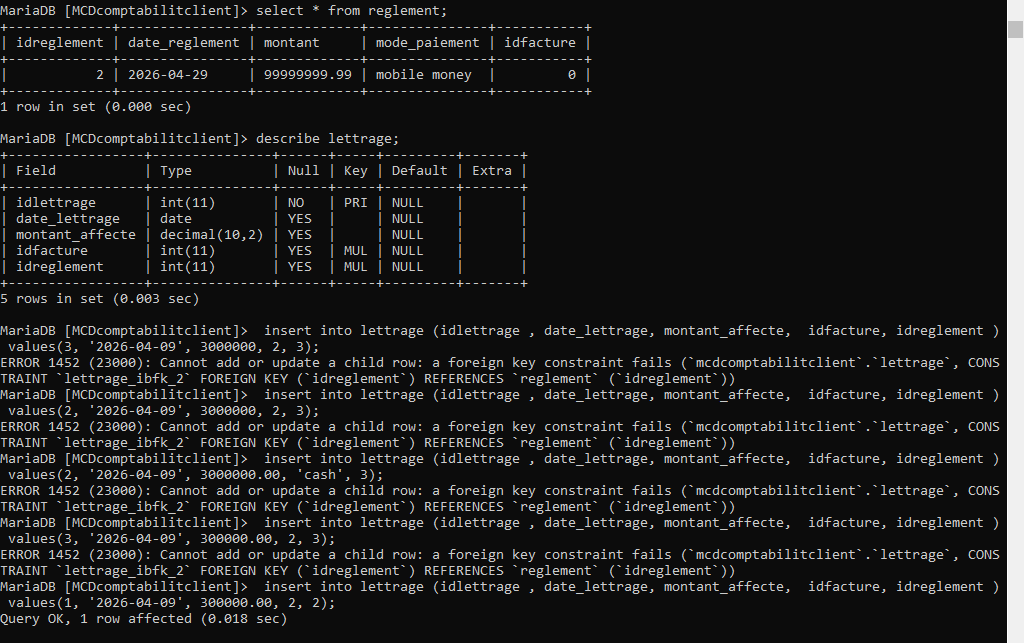 MariaDB [MCDcomptabilitclient]> select * from reglement;
+-------------+----------------+-------------+---------------+-----------+
| idreglement | date_reglement | montant     | mode_paiement | idfacture |
+-------------+----------------+-------------+---------------+-----------+
|           2 | 2026-04-29     | 99999999.99 | mobile money  |         0 |
+-------------+----------------+-------------+---------------+-----------+
1 row in set (0.000 sec)
MariaDB [MCDcomptabilitclient]> describe lettrage;
+-----------------+---------------+------+-----+---------+-------+
| Field           | Type          | Null | Key | Default | Extra |
+-----------------+---------------+------+-----+---------+-------+
| idlettrage      | int(11)       | NO   | PRI | NULL    |       |
| date_lettrage   | date          | YES  |     | NULL    |       |
| montant_affecte | decimal(10,2) | YES  |     | NULL    |       |
| idfacture       | int(11)       | YES  | MUL | NULL    |       |
| idreglement     | int(11)       | YES  | MUL | NULL    |       |
+-----------------+---------------+------+-----+---------+-------+
5 rows in set (0.003 sec)
MariaDB [MCDcomptabilitclient]>  insert into lettrage (idlettrage , date_lettrage, montant_affecte,  idfacture, idreglement )
 values(3, '2026-04-09', 3000000, 2, 3);
ERROR 1452 (23000): Cannot add or update a child row: a foreign key constraint fails (`mcdcomptabilitclient`.`lettrage`, CONS
TRAINT `lettrage_ibfk_2` FOREIGN KEY (`idreglement`) REFERENCES `reglement` (`idreglement`))
MariaDB [MCDcomptabilitclient]>  insert into lettrage (idlettrage , date_lettrage, montant_affecte,  idfacture, idreglement )
 values(2, '2026-04-09', 3000000, 2, 3);
ERROR 1452 (23000): Cannot add or update a child row: a foreign key constraint fails (`mcdcomptabilitclient`.`lettrage`, CONS
TRAINT `lettrage_ibfk_2` FOREIGN KEY (`idreglement`) REFERENCES `reglement` (`idreglement`))
MariaDB [MCDcomptabilitclient]>  insert into lettrage (idlettrage , date_lettrage, montant_affecte,  idfacture, idreglement )
 values(2, '2026-04-09', 3000000.00, 'cash', 3);
ERROR 1452 (23000): Cannot add or update a child row: a foreign key constraint fails (`mcdcomptabilitclient`.`lettrage`, CONS
TRAINT `lettrage_ibfk_2` FOREIGN KEY (`idreglement`) REFERENCES `reglement` (`idreglement`))
MariaDB [MCDcomptabilitclient]>  insert into lettrage (idlettrage , date_lettrage, montant_affecte,  idfacture, idreglement )
 values(3, '2026-04-09', 300000.00, 2, 3);
ERROR 1452 (23000): Cannot add or update a child row: a foreign key constraint fails (`mcdcomptabilitclient`.`lettrage`, CONS
TRAINT `lettrage_ibfk_2` FOREIGN KEY (`idreglement`) REFERENCES `reglement` (`idreglement`))
MariaDB [MCDcomptabilitclient]>  insert into lettrage (idlettrage , date_lettrage, montant_affecte,  idfacture, idreglement )
 values(1, '2026-04-09', 300000.00, 2, 2);
Query OK, 1 row affected (0.018 sec)